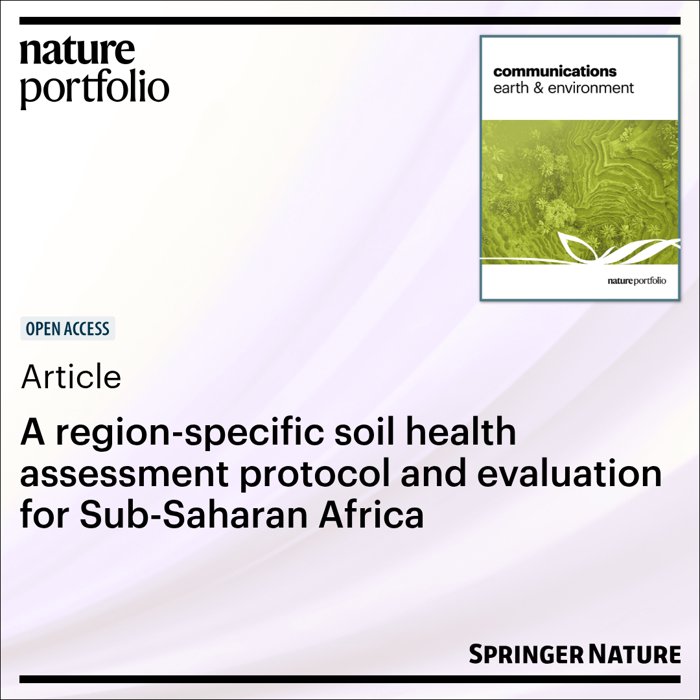 nature
portfolio
communications
earth & environment
nature portfolio
OPEN ACCESS
Article
A region-specific soil health
assessment protocol and evaluation
for Sub-Saharan Africa
SPRINGER NATURE